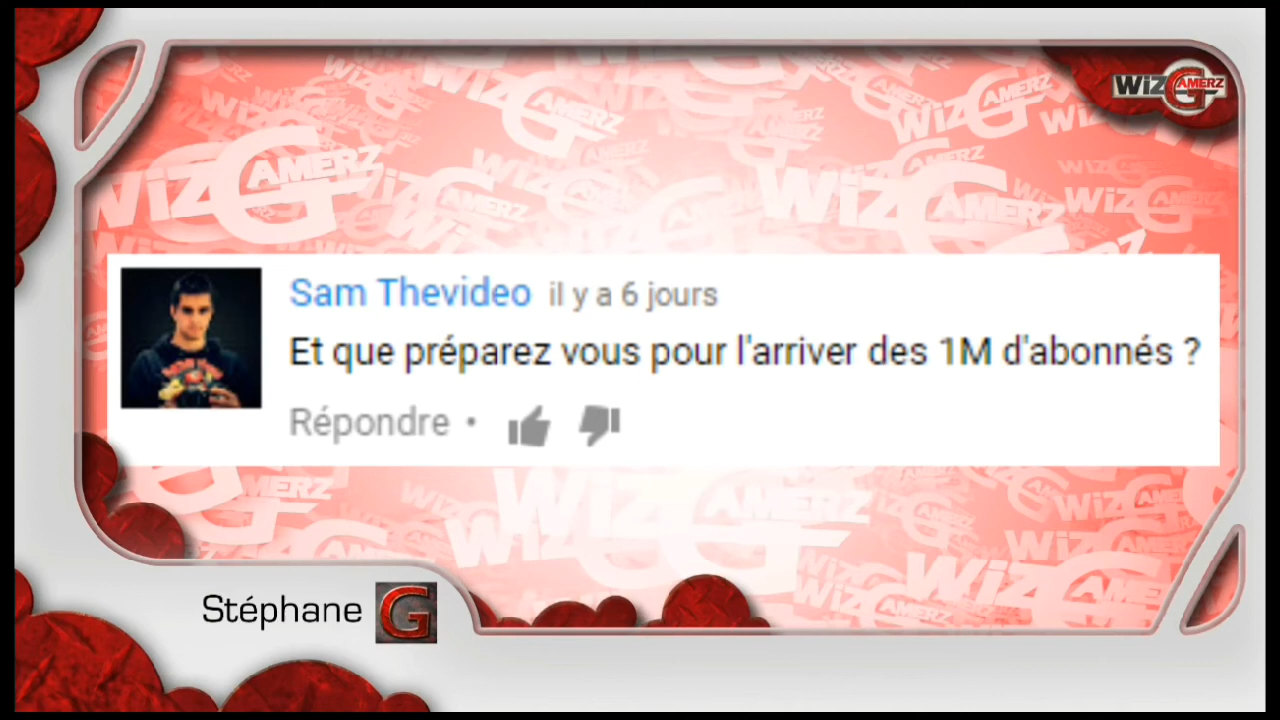 WiZGAMERZ
Sam Thevideo il y a 6 jours
Et que préparez vous pour l'arriver des 1M d'abonnés ?
Répondre •
Stéphane G